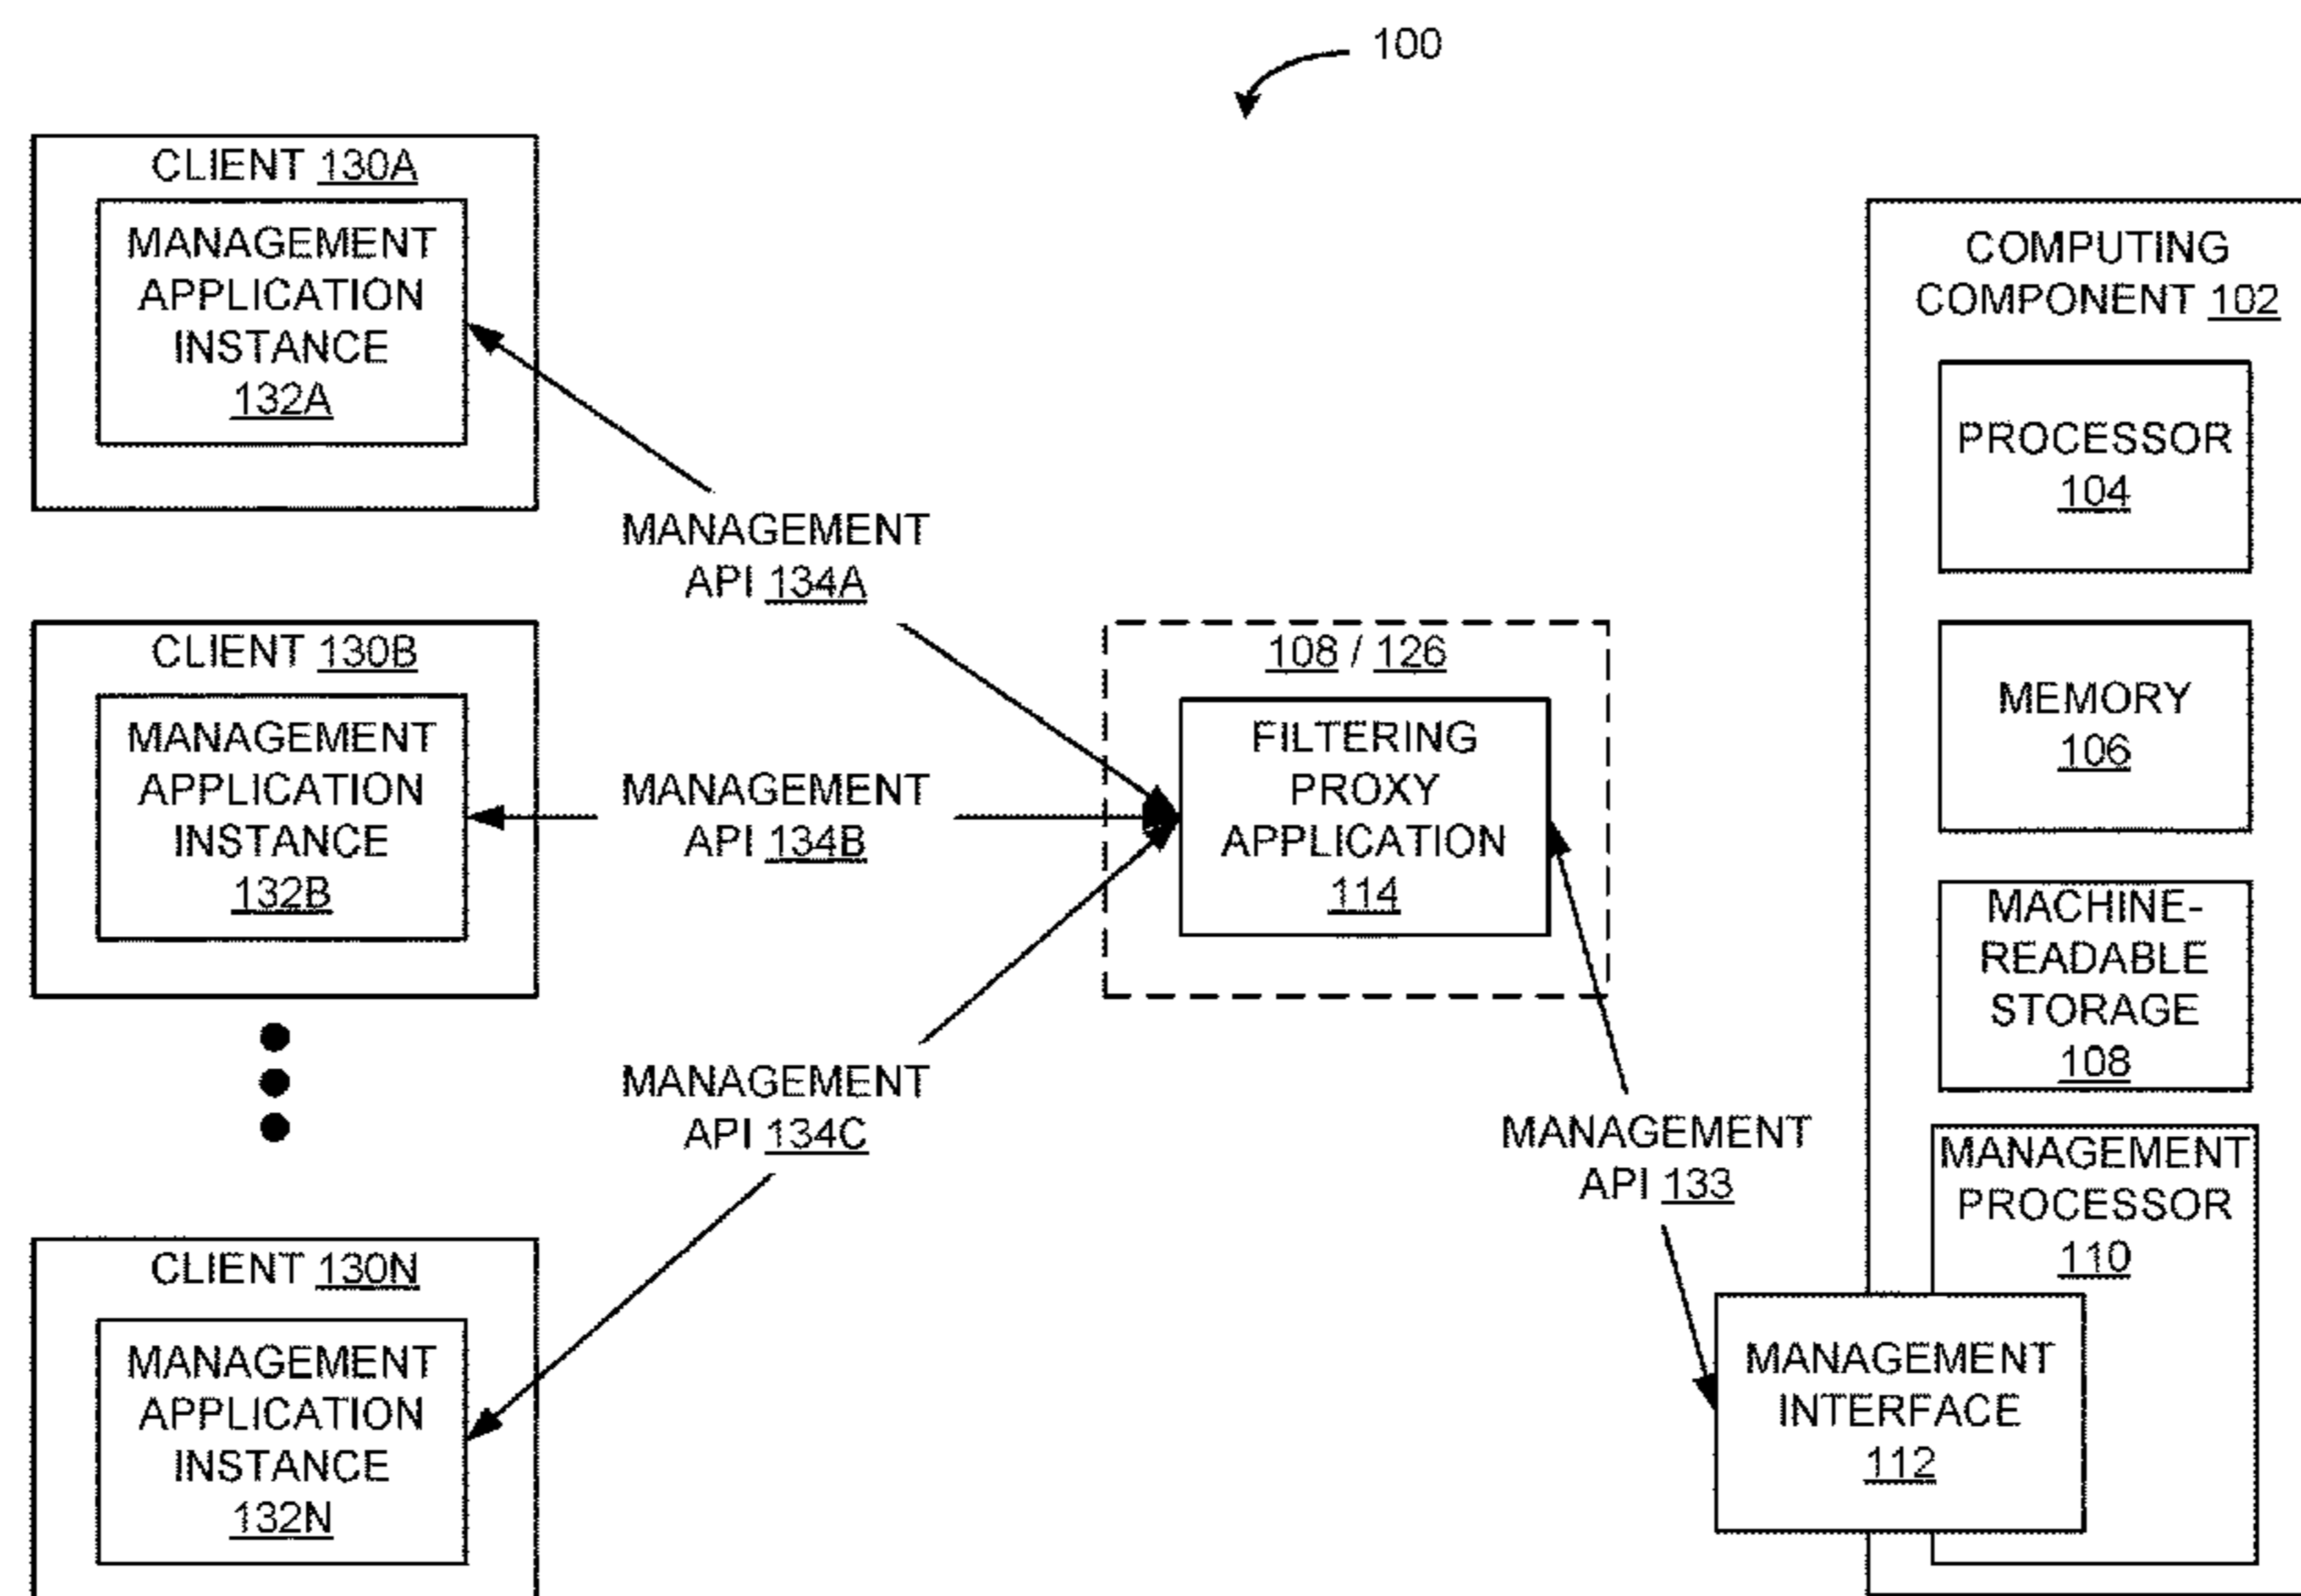 100
CLIENT 130A
MANAGEMENT
APPLICATION
INSTANCE
132A
MANAGEMENT
API 134A
CLIENT 130B
MANAGEMENT
APPLICATION
INSTANCE
132B
MANAGEMENT
API 134B
CLIENT 130N
MANAGEMENT
APPLICATION
INSTANCE
132N
MANAGEMENT
API 134C
108 / 126
FILTERING
PROXY
APPLICATION
114
MANAGEMENT
API 133
COMPUTING
COMPONENT 102
PROCESSOR
104
MEMORY
106
MACHINE-
READABLE
STORAGE
108
MANAGEMENT
PROCESSOR
110
MANAGEMENT
INTERFACE
112